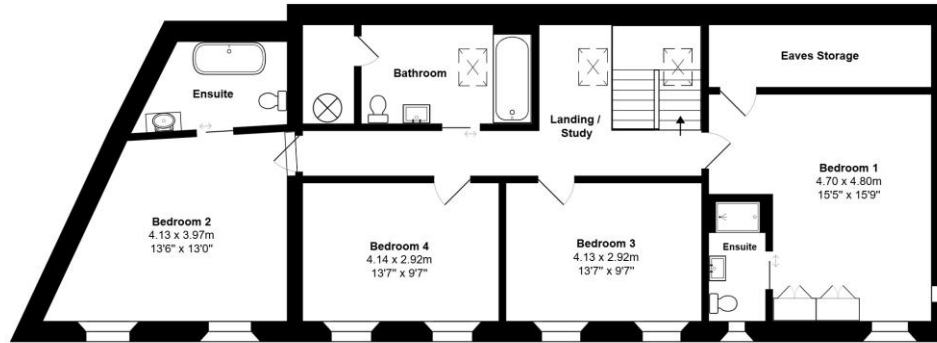 Eaves Storage
Bathroom
Ensuite
Landing /
Study
Bedroom 1
4.70 x 4.80m
15'5" x 15'9"
Bedroom 2
4.13 x 3.97m
13'6" x 13'0"
Bedroom 4
4.14 x 2.92m
13'7" x 9'7"
Bedroom 3
4.13 x 2.92m
13'7" x 9'7"
Ensuite